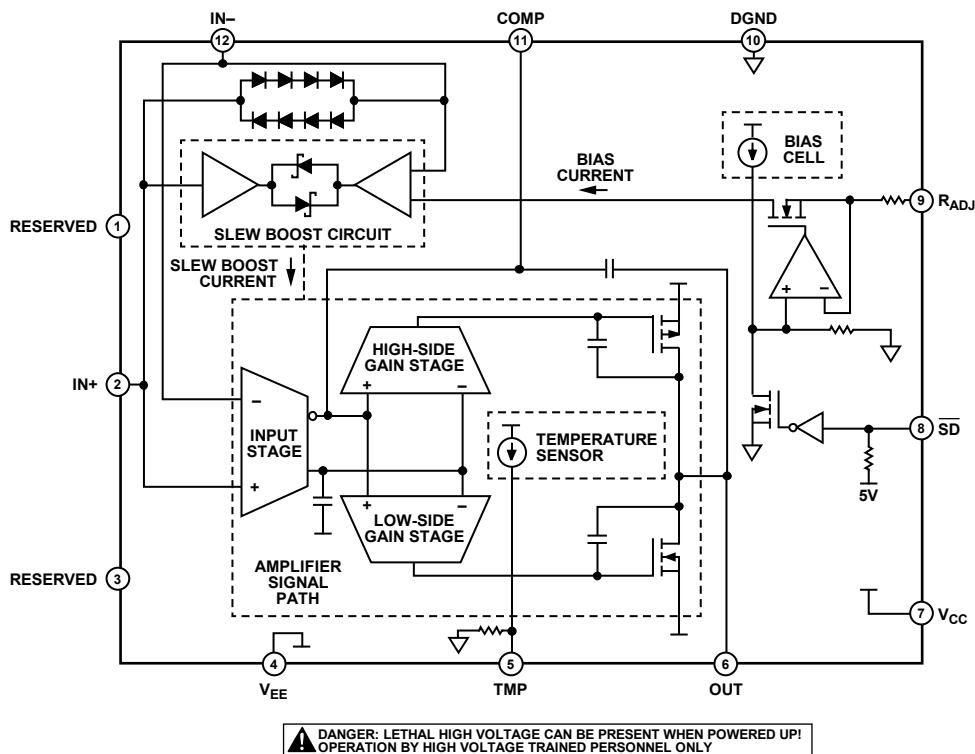 IN–
12
COMP
11
DGND
10
BIAS
CELL
BIAS
CURRENT
9
R_ADJ
RESERVED
1
SLEW BOOST CIRCUIT
SLEW BOOST
CURRENT
+
–
HIGH-SIDE
GAIN STAGE
+
–
IN+
2
–
INPUT
STAGE
+
TEMPERATURE
SENSOR
8
SD
5V
+
–
LOW-SIDE
GAIN STAGE
AMPLIFIER
SIGNAL
PATH
RESERVED
3
7
V_CC
4
V_EE
5
TMP
6
OUT
DANGER: LETHAL HIGH VOLTAGE CAN BE PRESENT WHEN POWERED UP!
OPERATION BY HIGH VOLTAGE TRAINED PERSONNEL ONLY